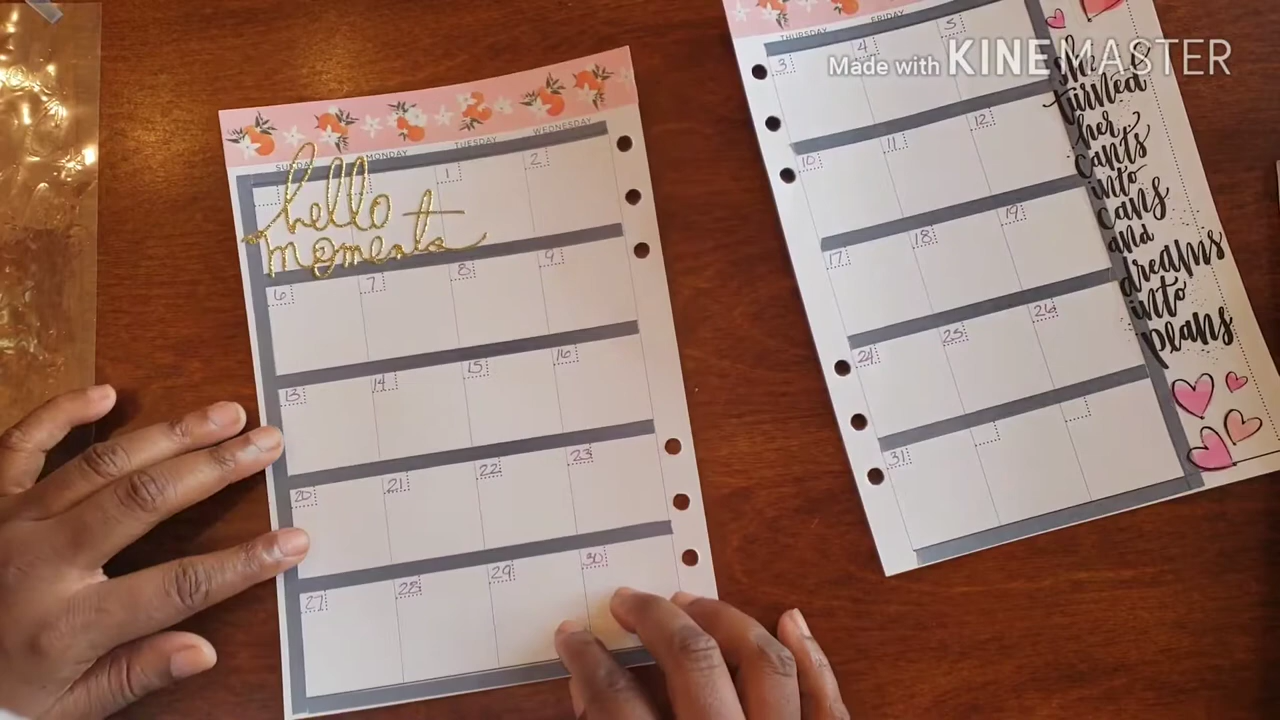 Made with KINEMASTER
SUNDAY MONDAY TUESDAY WEDNESDAY
hello
moments
1 2
6 7 8 9
13 14 15 16
20 21 22 23
27 28 29 30
THURSDAY FRIDAY
3 4 5
10 11 12
17 18 19
24 25 26
31
she
turned
her
cants
into
cans
and
dreams
into
plans